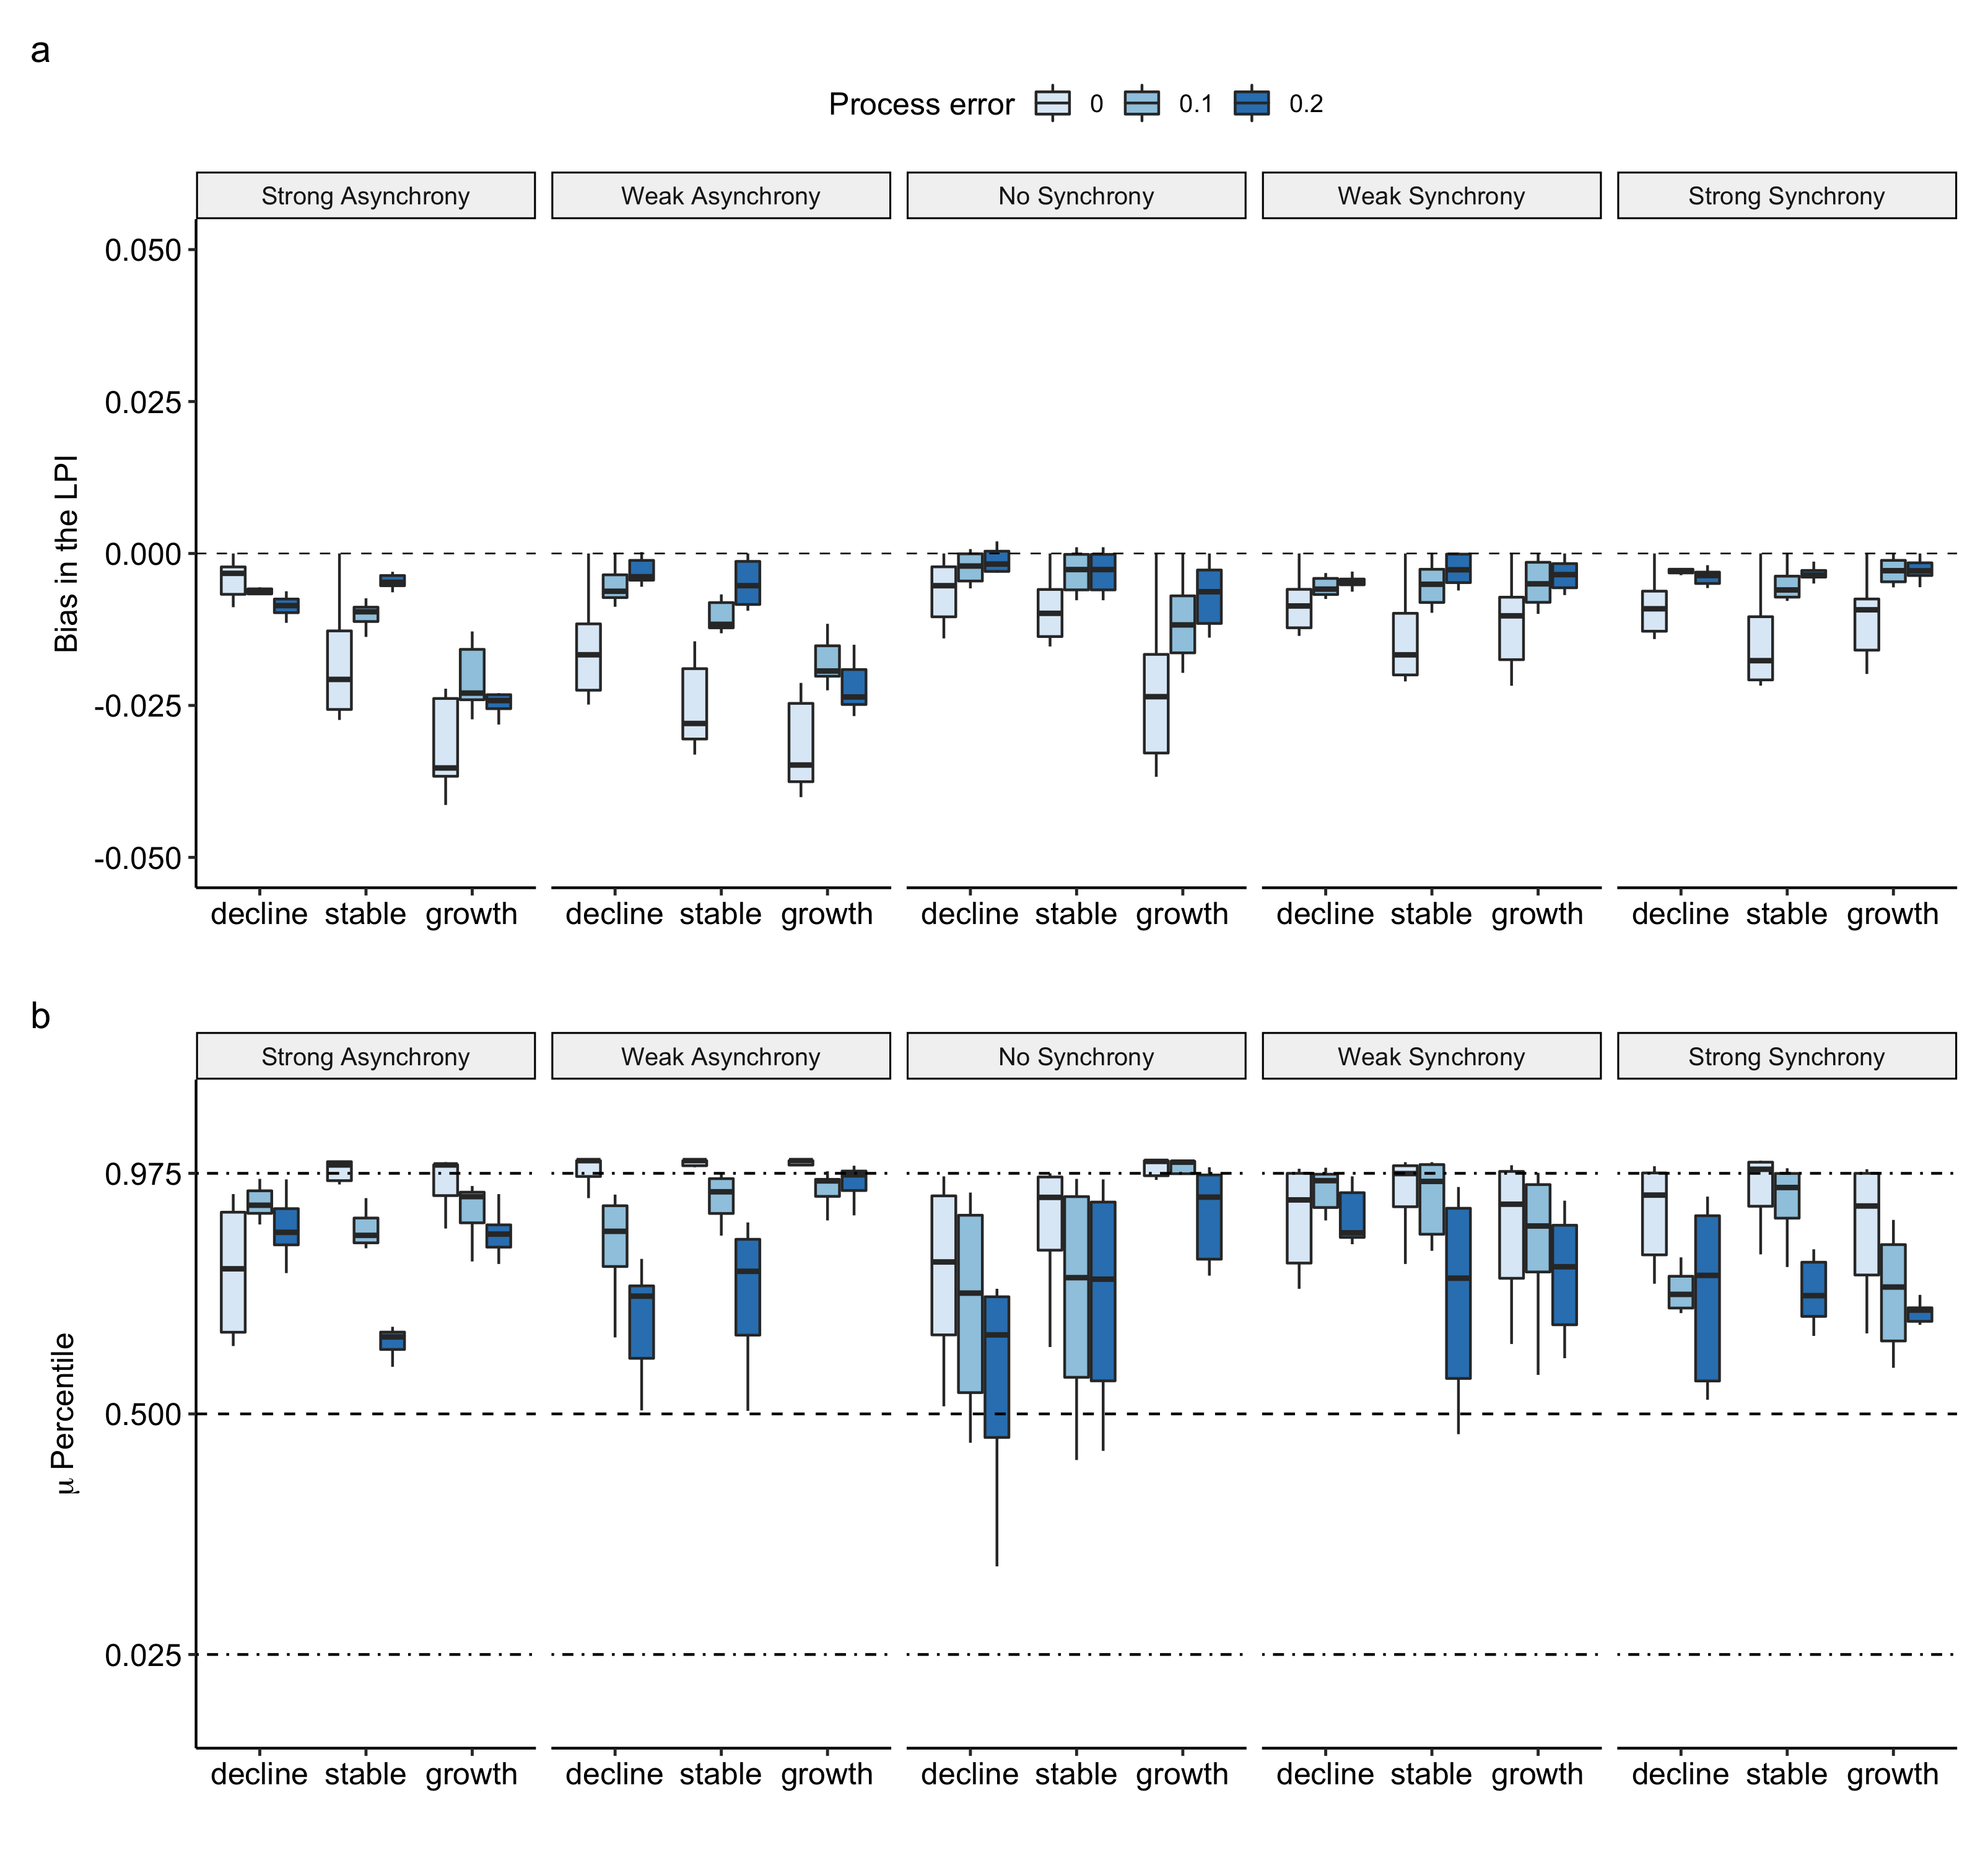 a
Process error 0 0.1 0.2
Strong Asynchrony Weak Asynchrony No Synchrony Weak Synchrony Strong Synchrony
Bias in the LPI
0.050
0.025
0.000
-0.025
-0.050
decline stable growth decline stable growth decline stable growth decline stable growth decline stable growth
b
Strong Asynchrony Weak Asynchrony No Synchrony Weak Synchrony Strong Synchrony
μ Percentile
0.975
0.500
0.025
decline stable growth decline stable growth decline stable growth decline stable growth decline stable growth